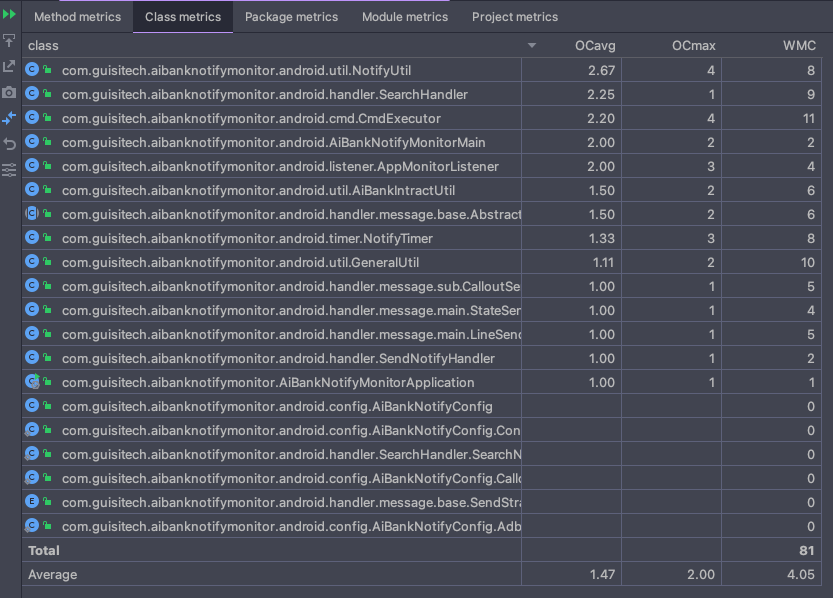 Method metrics Class metrics Package metrics Module metrics Project metrics
class OCavg OCmax WMC
com.guisitech.aibanknotifymonitor.android.util.NotifyUtil 2.67 4 8
com.guisitech.aibanknotifymonitor.android.handler.SearchHandler 2.25 1 9
com.guisitech.aibanknotifymonitor.android.cmd.CmdExecutor 2.20 4 11
com.guisitech.aibanknotifymonitor.android.AiBankNotifyMonitorMain 2.00 2 2
com.guisitech.aibanknotifymonitor.android.listener.AppMonitorListener 2.00 3 4
com.guisitech.aibanknotifymonitor.android.util.AiBankIntractUtil 1.50 2 6
com.guisitech.aibanknotifymonitor.android.handler.message.base.Abstract 1.50 2 6
com.guisitech.aibanknotifymonitor.android.timer.NotifyTimer 1.33 3 8
com.guisitech.aibanknotifymonitor.android.util.GeneralUtil 1.11 2 10
com.guisitech.aibanknotifymonitor.android.handler.message.sub.CalloutSe 1.00 1 5
com.guisitech.aibanknotifymonitor.android.handler.message.main.StateSer 1.00 1 4
com.guisitech.aibanknotifymonitor.android.handler.message.main.LineSend 1.00 1 5
com.guisitech.aibanknotifymonitor.android.handler.SendNotifyHandler 1.00 1 2
com.guisitech.aibanknotifymonitor.AiBankNotifyMonitorApplication 1.00 1 1
com.guisitech.aibanknotifymonitor.android.config.AiBankNotifyConfig 0
com.guisitech.aibanknotifymonitor.android.config.AiBankNotifyConfig.Con 0
com.guisitech.aibanknotifymonitor.android.handler.SearchHandler.SearchN 0
com.guisitech.aibanknotifymonitor.android.config.AiBankNotifyConfig.Callo 0
com.guisitech.aibanknotifymonitor.android.handler.message.base.SendStra 0
com.guisitech.aibanknotifymonitor.android.config.AiBankNotifyConfig.Adb 0
Total 81
Average 1.47 2.00 4.05